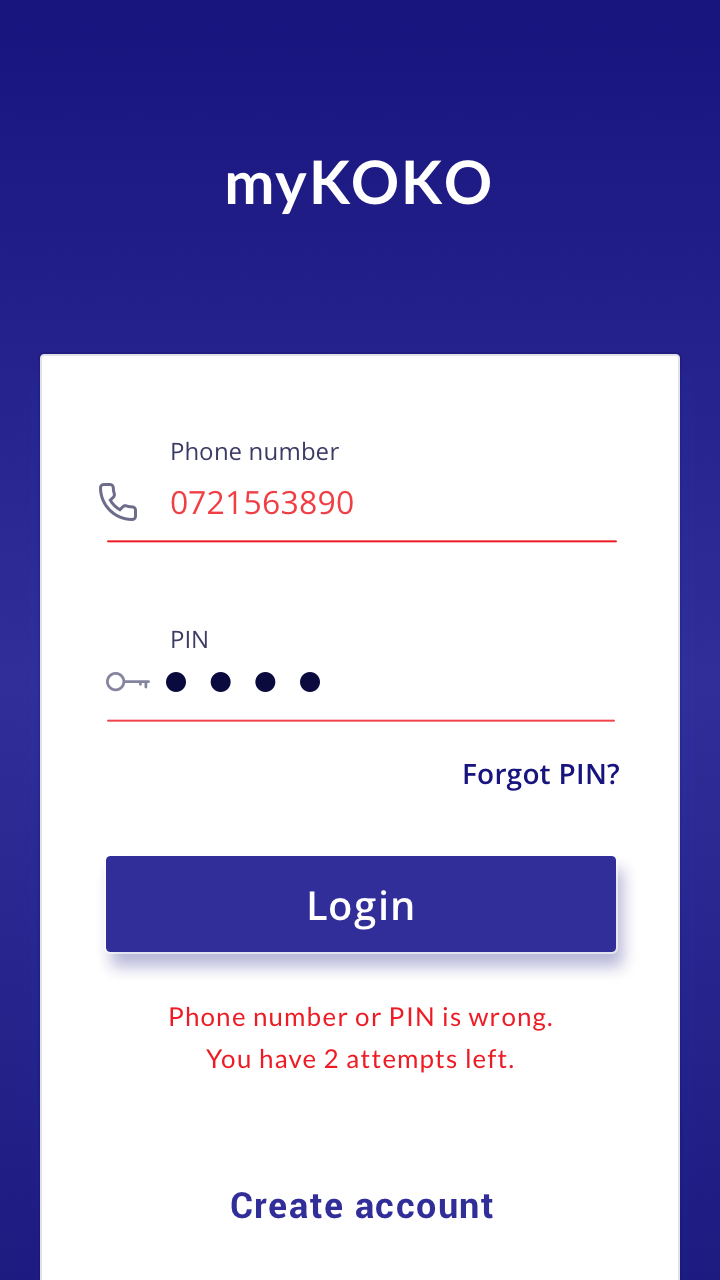 myKOKO
Phone number
0721563890
PIN
Forgot PIN?
Login
Phone number or PIN is wrong.
You have 2 attempts left.
Create account